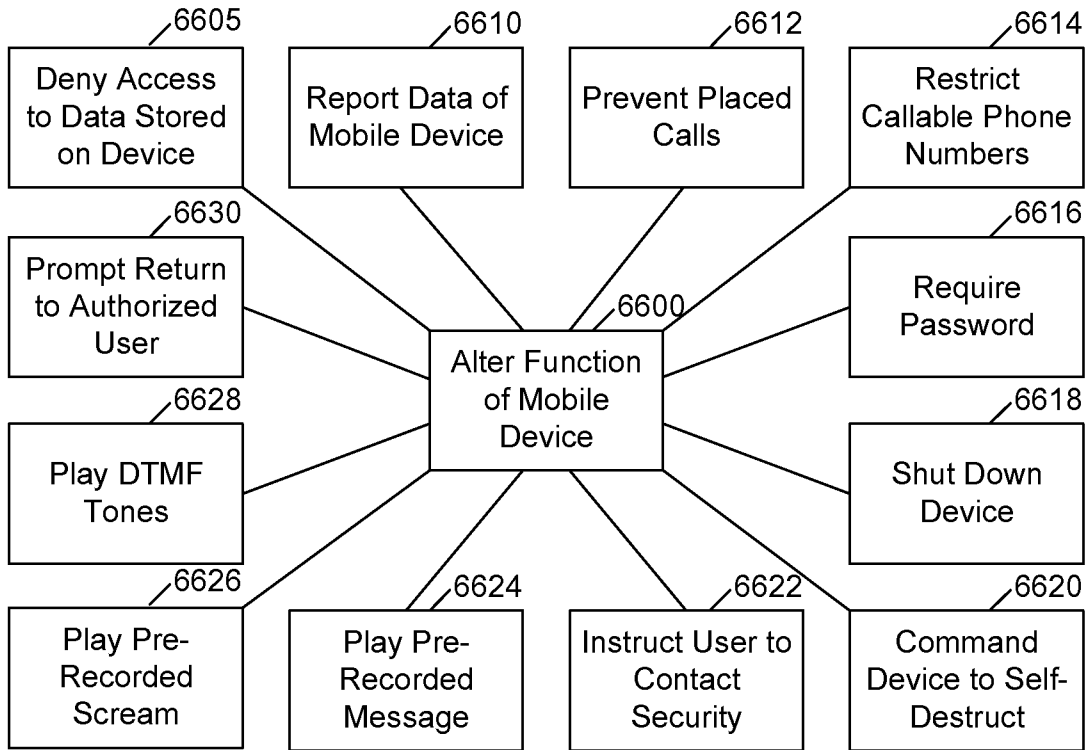 6605
Deny Access
to Data Stored
on Device
6610
Report Data of
Mobile Device
6612
Prevent Placed
Calls
6614
Restrict
Callable Phone
Numbers
6630
Prompt Return
to Authorized
User
6600
Alter Function
of Mobile
Device
6616
Require
Password
6628
Play DTMF
Tones
6618
Shut Down
Device
6626
Play Pre-
Recorded
Scream
6624
Play Pre-
Recorded
Message
6622
Instruct User to
Contact
Security
6620
Command
Device to Self-
Destruct